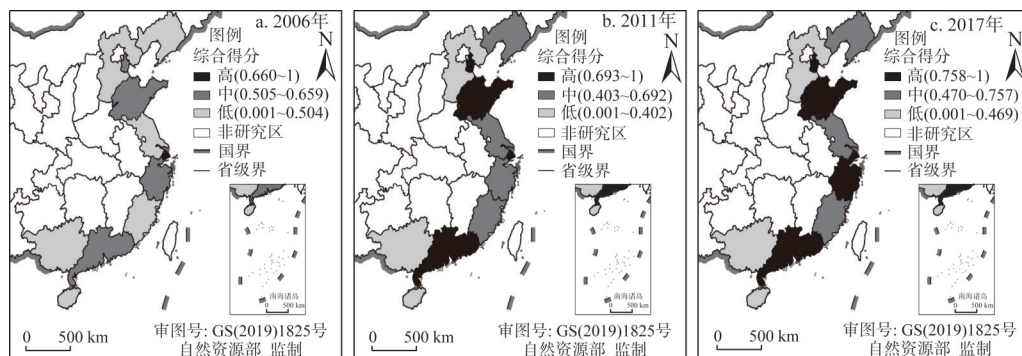 a. 2006年
图例
N
综合得分
高(0.660~1)
中(0.505~0.659)
低(0.001~0.504)
非研究区
国界
省级界
南海诸岛
0 500 km
0 500 km
审图号: GS(2019)1825号
自然资源部 监制
b. 2011年
图例
N
综合得分
高(0.693~1)
中(0.403~0.692)
低(0.001~0.402)
非研究区
国界
省级界
南海诸岛
0 500 km
0 500 km
审图号: GS(2019)1825号
自然资源部 监制
c. 2017年
图例
N
综合得分
高(0.758~1)
中(0.470~0.757)
低(0.001~0.469)
非研究区
国界
省级界
南海诸岛
0 500 km
0 500 km
审图号: GS(2019)1825号
自然资源部 监制